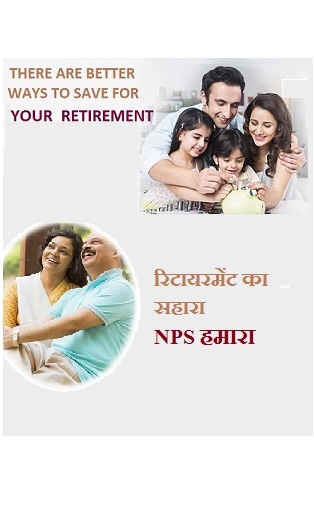 THERE ARE BETTER
WAYS TO SAVE FOR
YOUR RETIREMENT
रिटायरमेंट का
सहारा
NPS हमारा